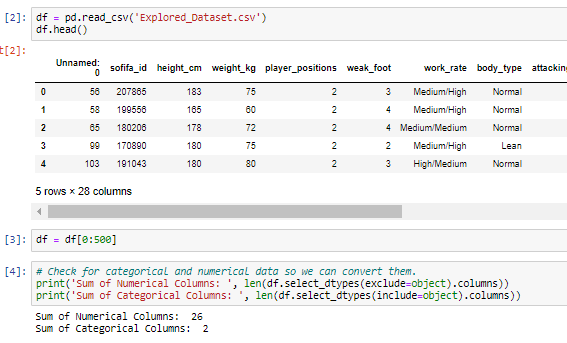 [2]: df = pd.read_csv('Explored_Dataset.csv')
df.head()
t[2]:
Unnamed: 0 sofifa_id height_cm weight_kg player_positions weak_foot work_rate body_type attacking
0 56 207865 183 75 2 3 Medium/High Normal
1 58 199556 165 60 2 4 Medium/High Normal
2 65 180206 178 72 2 4 Medium/Medium Normal
3 99 170890 180 75 2 2 Medium/High Lean
4 103 191043 180 80 2 3 High/Medium Normal
5 rows × 28 columns
[3]: df = df[0:500]
[4]: # Check for categorical and numerical data so we can convert them.
print('Sum of Numerical Columns: ', len(df.select_dtypes(exclude=object).columns))
print('Sum of Categorical Columns: ', len(df.select_dtypes(include=object).columns))
Sum of Numerical Columns:  26
Sum of Categorical Columns:  2